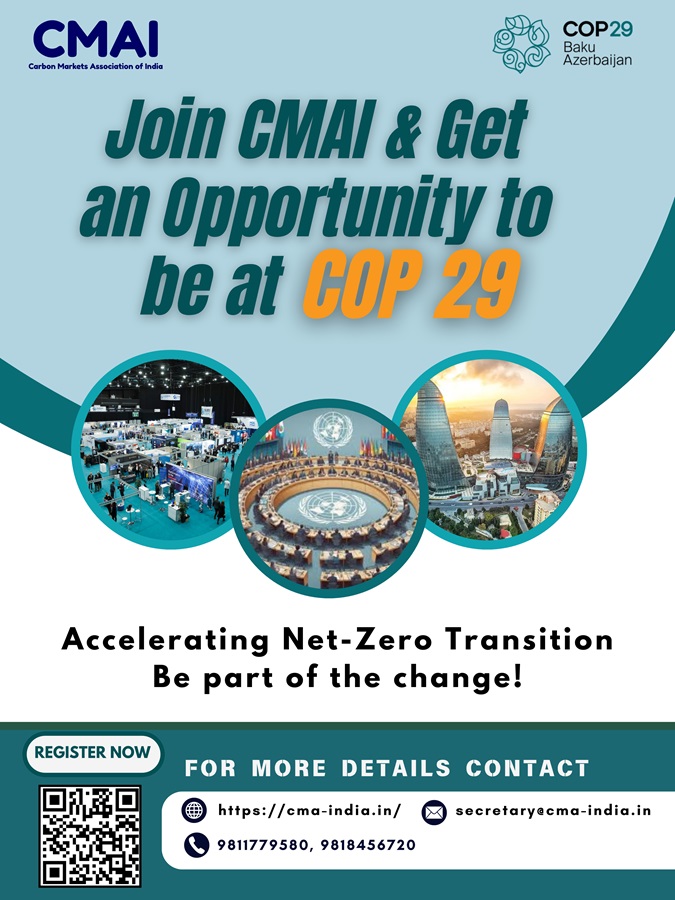 CMAI
Carbon Markets Association of India
COP29
Baku
Azerbaijan
Join CMAI & Get
an Opportunity to
be at COP 29
Accelerating Net-Zero Transition
Be part of the change!
REGISTER NOW
FOR MORE DETAILS CONTACT
https://cma-india.in/
secretary@cma-india.in
9811779580, 9818456720